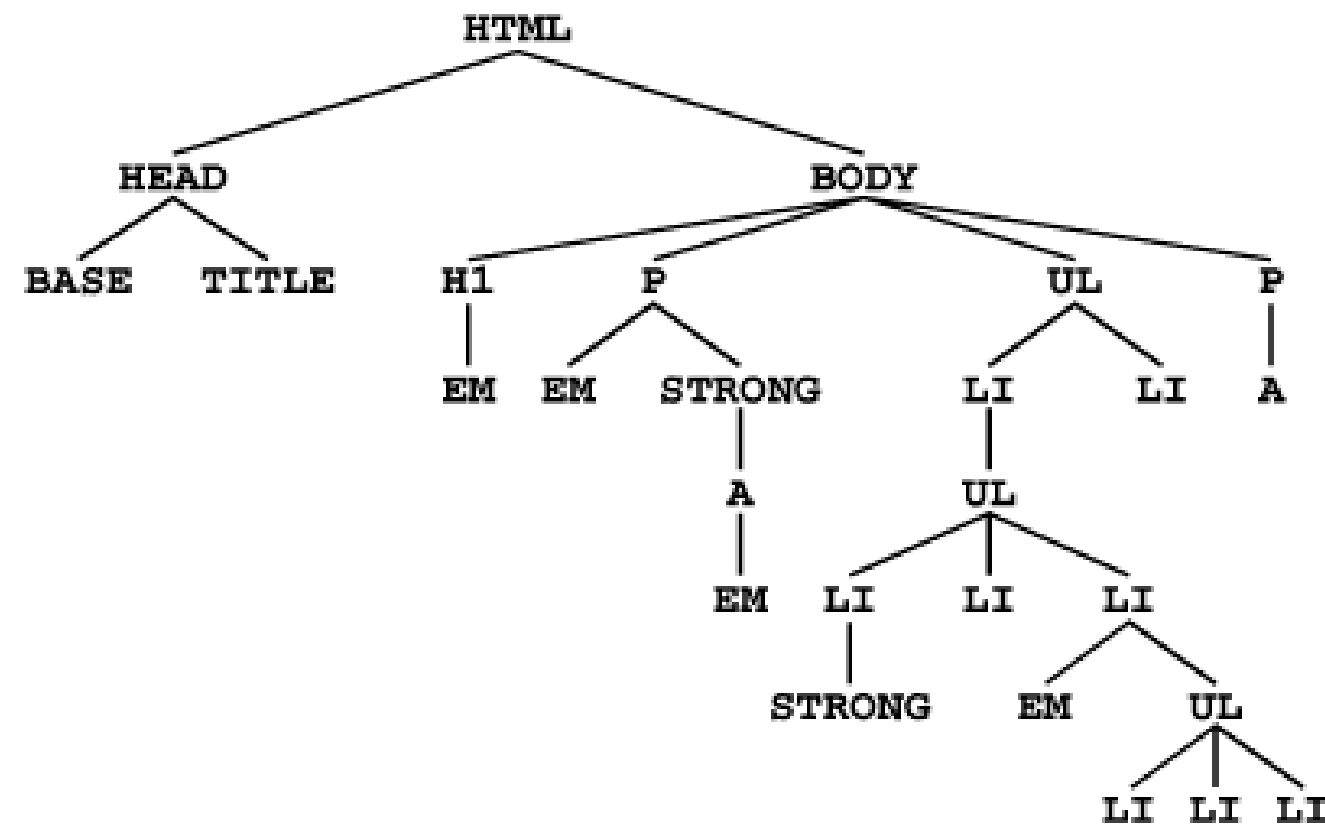 HTML
HEAD BODY
BASE TITLE H1 P UL P
EM EM STRONG LI LI A
A UL
EM LI LI LI
STRONG EM UL
LI LI LI